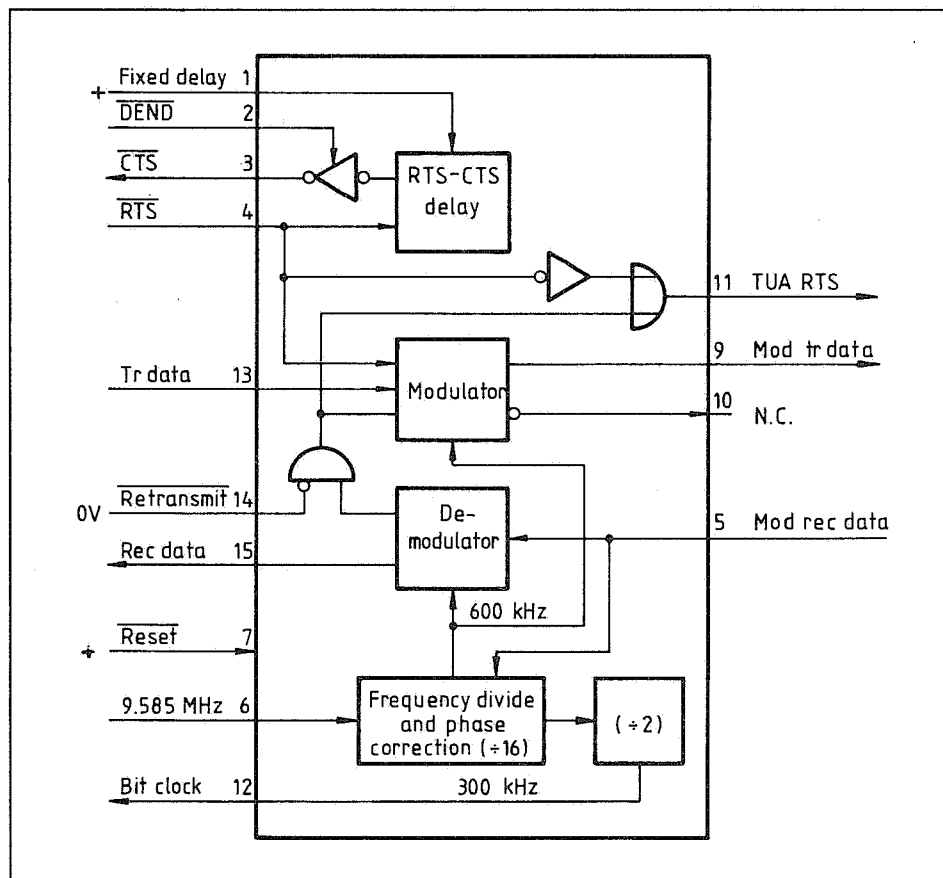 Fixed delay 1
+
DEND 2
CTS 3
RTS 4
RTS-CTS
delay
11 TUA RTS
9 Mod tr data
Tr data 13
Modulator
10 N.C.
Retransmit 14
0V
De-
modulator
5 Mod rec data
Rec data 15
600 kHz
Reset 7
+
9.585 MHz 6
Frequency divide
and phase
correction (÷16)
(÷2)
Bit clock 12
300 kHz